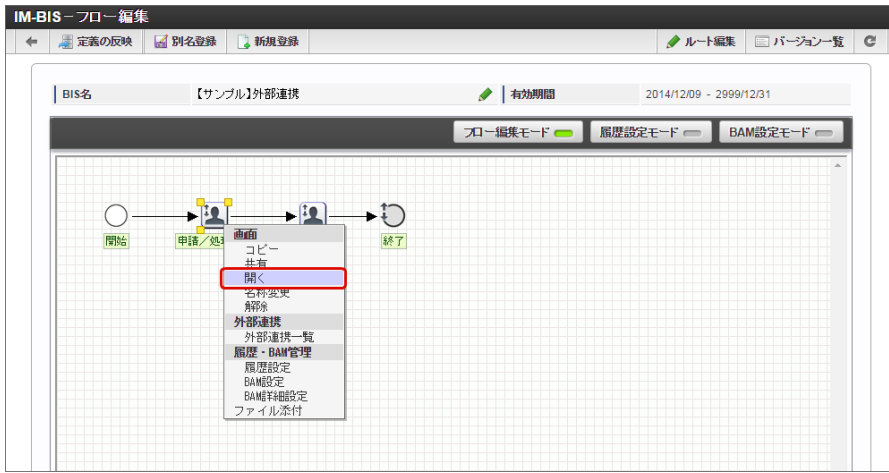 IM-BIS－フロー編集
定義の反映 別名登録 新規登録 ルート編集 バージョン一覧
BIS名 【サンプル】外部連携 有効期間 2014/12/09 - 2999/12/31
フロー編集モード 履歴設定モード BAM設定モード
開始 申請／処理 終了
画面
コピー
共有
開く
名称変更
解除
外部連携
外部連携一覧
履歴・BAM管理
履歴設定
BAM設定
BAM詳細設定
ファイル添付